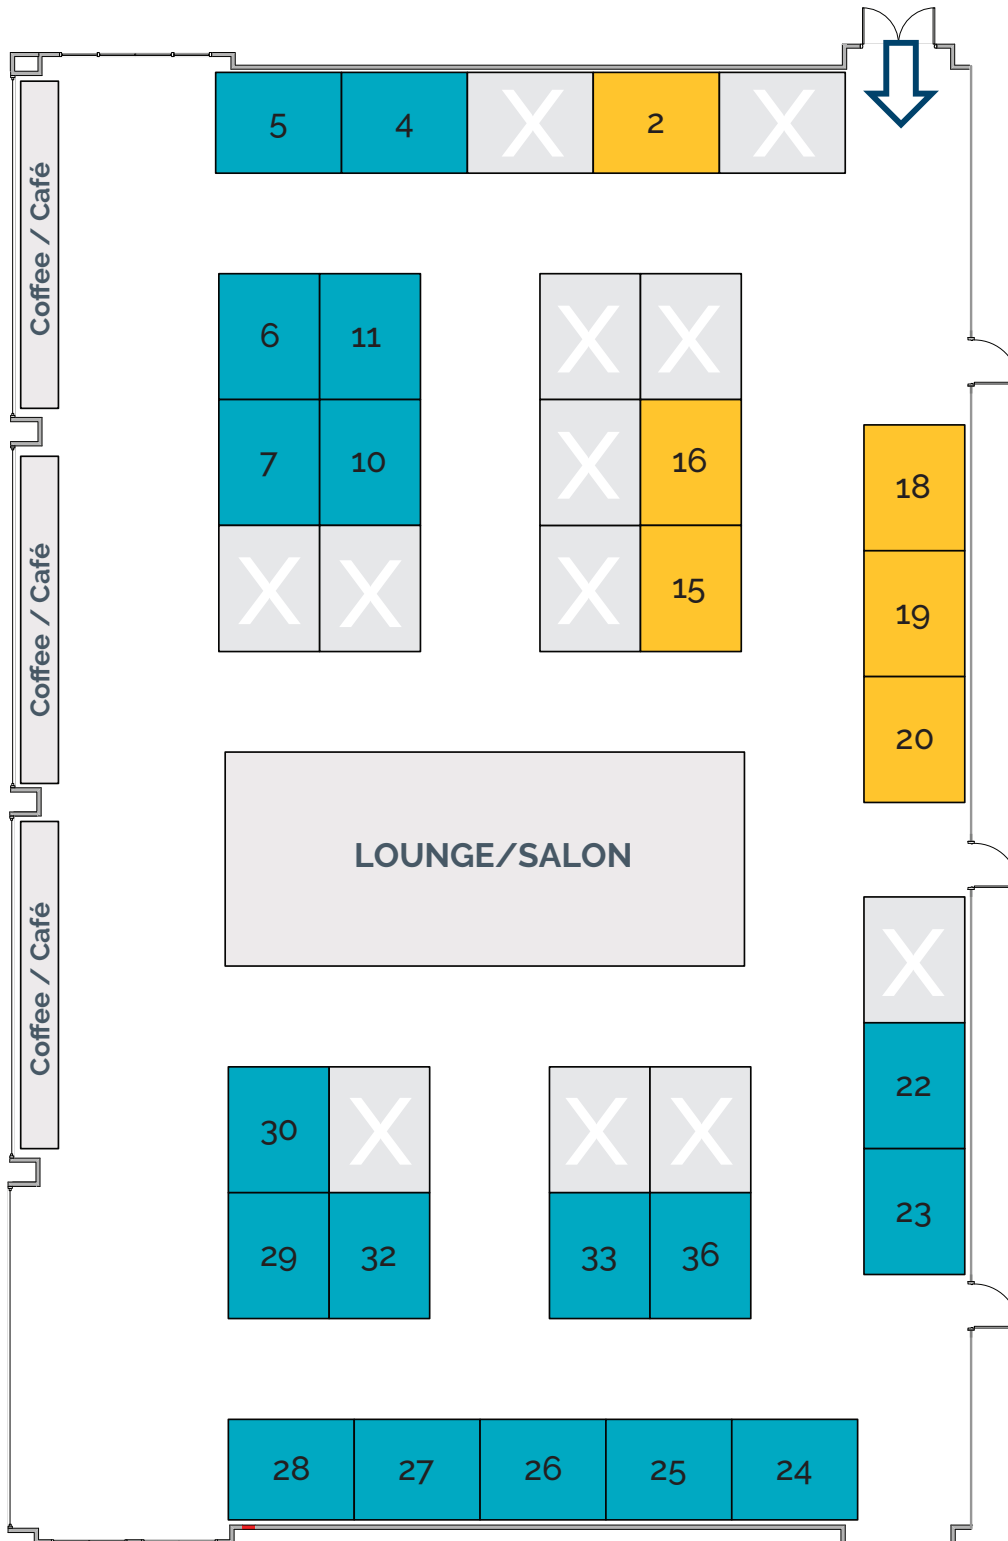 5 4 X 2 X
Coffee / Café
6 11 X X
7 10 X 16
X X X 15
18
19
20
Coffee / Café
LOUNGE/SALON
Coffee / Café
X
22
23
30 X X X
29 32 33 36
28 27 26 25 24